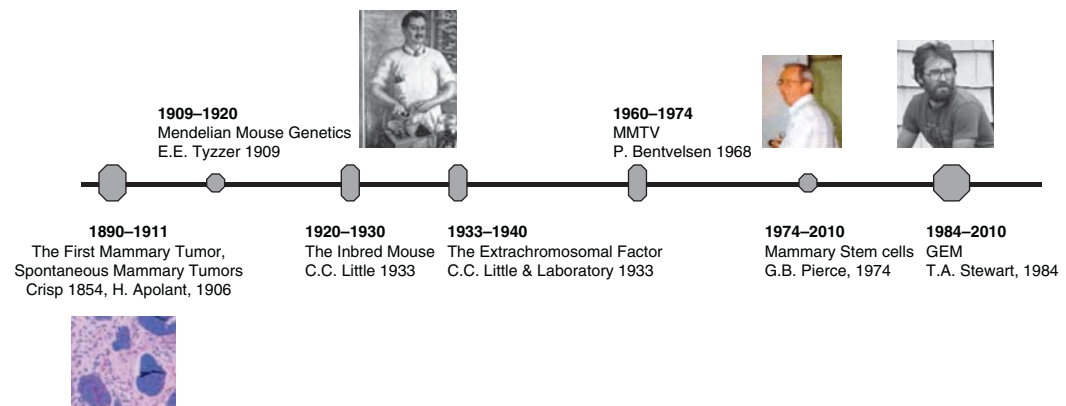 1909–1920
Mendelian Mouse Genetics
E.E. Tyzzer 1909
1960–1974
MMTV
P. Bentvelsen 1968
1890–1911
The First Mammary Tumor,
Spontaneous Mammary Tumors
Crisp 1854, H. Apolant, 1906
1920–1930
The Inbred Mouse
C.C. Little 1933
1933–1940
The Extrachromosomal Factor
C.C. Little & Laboratory 1933
1974–2010
Mammary Stem cells
G.B. Pierce, 1974
1984–2010
GEM
T.A. Stewart, 1984